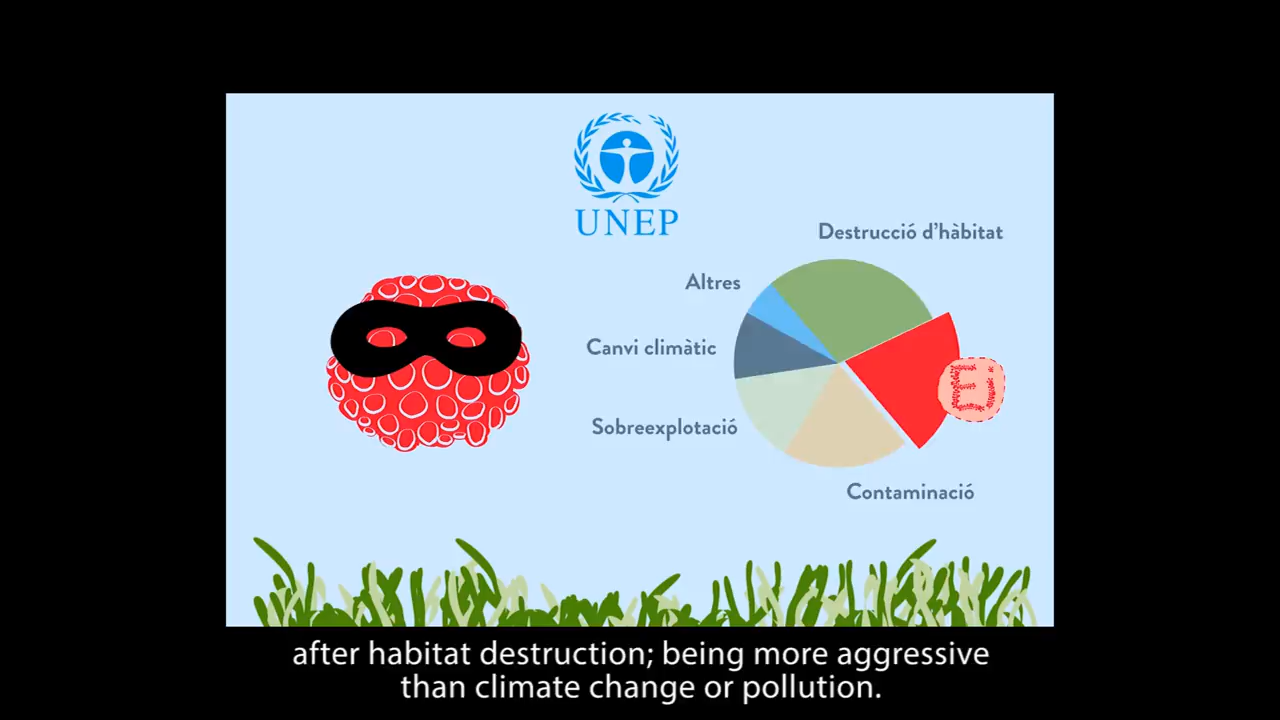 UNEP
Destrucció d'hàbitat
Altres
Canvi climàtic
Sobreexplotació
Ei
Contaminació
after habitat destruction; being more aggressive
than climate change or pollution.